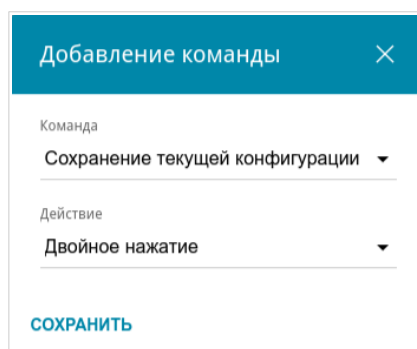 Добавление команды
Команда
Сохранение текущей конфигурации
Действие
Двойное нажатие
СОХРАНИТЬ